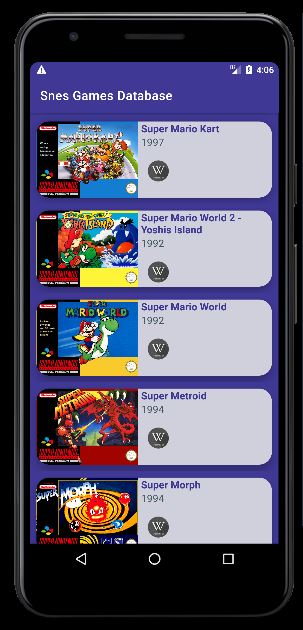 4:06
Snes Games Database
Super Mario Kart
1997
W
Super Mario World 2 -
Yoshis Island
1992
W
Super Mario World
1992
W
Super Metroid
1994
W
Super Morph
1994
W